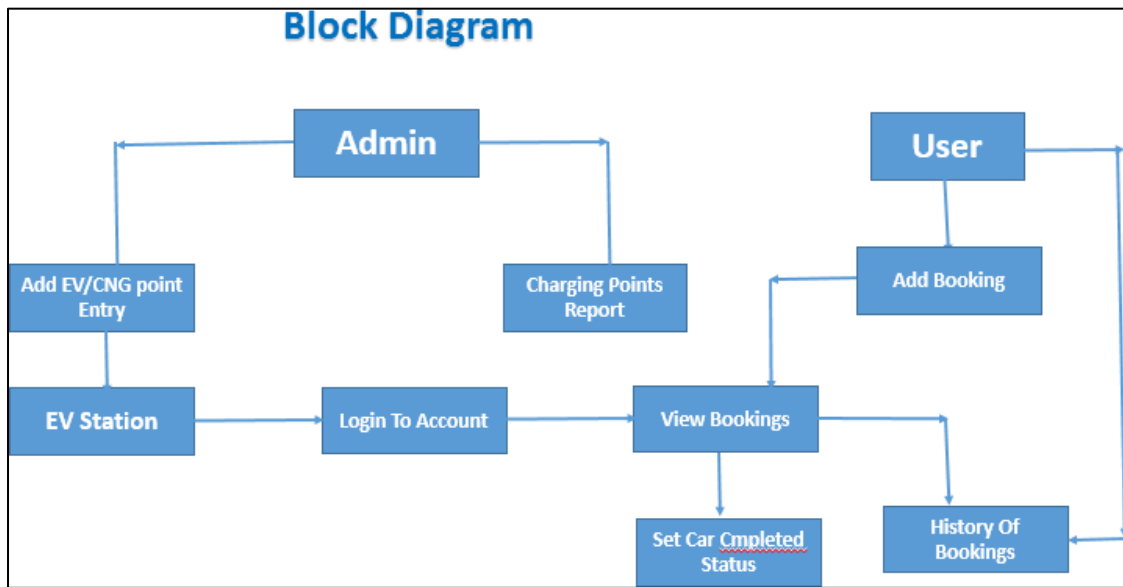 Block Diagram
Admin
User
Add EV/CNG point
Entry
Charging Points
Report
Add Booking
EV Station
Login To Account
View Bookings
Set Car Cmpleted
Status
History Of
Bookings